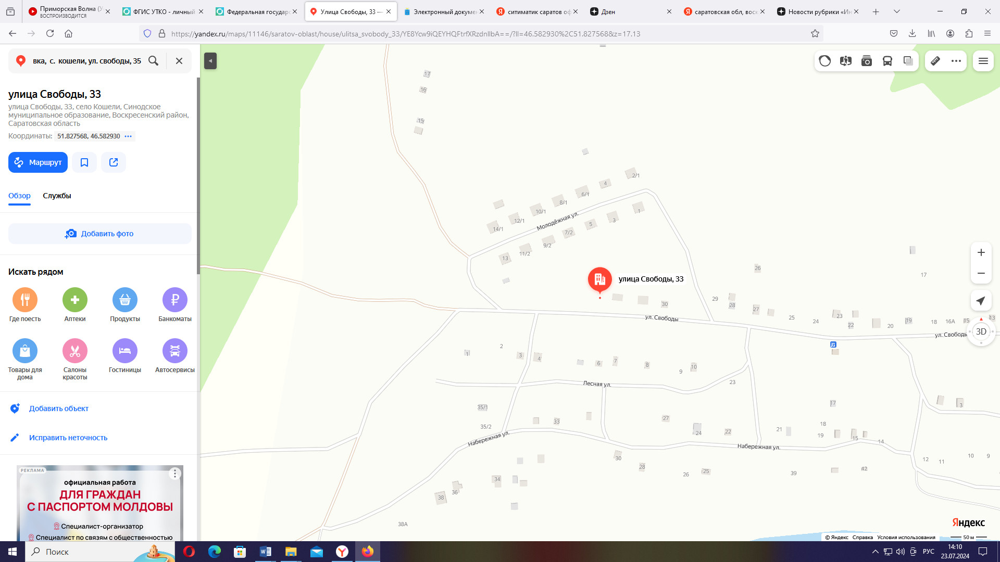 Приморская Волна (У
ВОСПРОИЗВОДИТСЯ
ФГИС УТКО - личный
Федеральная государс
Улица Свободы, 33 —
Электронный докумен
ситиматик саратов оф
Дзен
саратовская обл, воск
Новости рубрики «Ин
https://yandex.ru/maps/11146/saratov-oblast/house/ulitsa_svobody_33/YE8Ycw9iQEYHQFtrfXRzdnllbA==/?ll=46.582930%2C51.827568&z=17.13
вка, с. кошели, ул. свободы, 35
улица Свободы, 33
улица Свободы, 33, село Кошели, Синодское
муниципальное образование, Воскресенский район,
Саратовская область
Координаты: 51.827568, 46.582930
Маршрут
Обзор
Службы
Добавить фото
Искать рядом
Где поесть
Аптеки
Продукты
Банкоматы
Товары для
дома
Салоны
красоты
Гостиницы
Автосервисы
Добавить объект
Исправить неточность
РЕКЛАМА
официальная работа
ДЛЯ ГРАЖДАН
С ПАСПОРТОМ МОЛДОВЫ
Специалист-организатор
Специалист по связям с общественностью
17
16
15
2/1
4
6/1
8/1
10/1
12/1
14/1
Молодёжная ул.
1
3
5
7/2
9/2
11/2
13
улица Свободы, 33
26
17
30
29
28
27
25
24
23
22
20
19
18
16А
15
13
ул. Свободы
ул. Свободы
3D
1
2
3
4
6
7
8
9
10
23
Лесная ул.
17
3
35/1
35/2
33
27
24
22
21
18
19
15
14
Набережная ул.
Набережная ул.
30
28
26
25
39
42
12
11
10
9
34
36
38
38А
Яндекс
© Яндекс Справка Условия использования
50 м
Поиск
РУС
14:10
23.07.2024